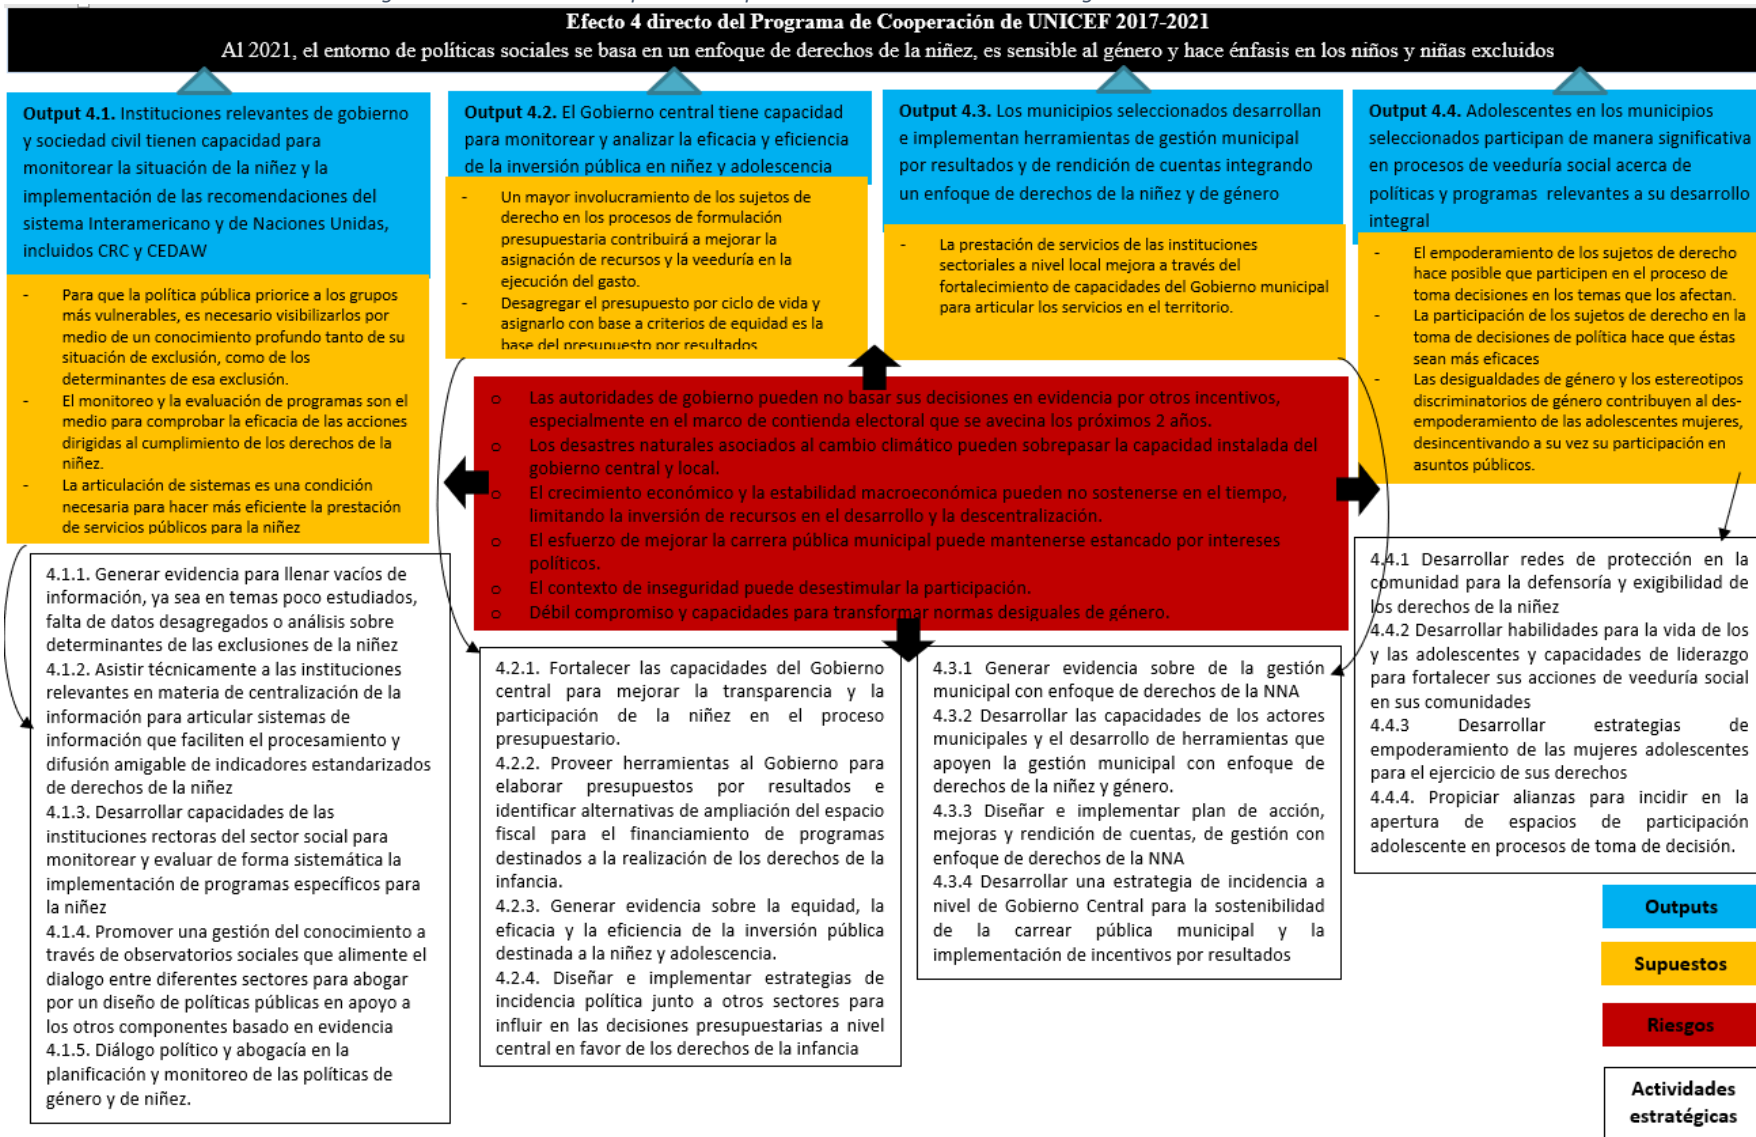 Efecto 4 directo del Programa de Cooperación de UNICEF 2017-2021
Al 2021, el entorno de políticas sociales se basa en un enfoque de derechos de la niñez, es sensible al género y hace énfasis en los niños y niñas excluidos
Output 4.1. Instituciones relevantes de gobierno
y sociedad civil tienen capacidad para
monitorear la situación de la niñez y la
implementación de las recomendaciones del
sistema Interamericano y de Naciones Unidas,
incluidos CRC y CEDAW
- Para que la política pública priorice a los grupos
más vulnerables, es necesario visibilizarlos por
medio de un conocimiento profundo tanto de su
situación de exclusión, como de los
determinantes de esa exclusión.
- El monitoreo y la evaluación de programas son el
medio para comprobar la eficacia de las acciones
dirigidas al cumplimiento de los derechos de la
niñez.
- La articulación de sistemas es una condición
necesaria para hacer más eficiente la prestación
de servicios públicos para la niñez
4.1.1. Generar evidencia para llenar vacíos de
información, ya sea en temas poco estudiados,
falta de datos desagregados o análisis sobre
determinantes de las exclusiones de la niñez
4.1.2. Asistir técnicamente a las instituciones
relevantes en materia de centralización de la
información para articular sistemas de
información que faciliten el procesamiento y
difusión amigable de indicadores estandarizados
de derechos de la niñez
4.1.3. Desarrollar capacidades de las
instituciones rectoras del sector social para
monitorear y evaluar de forma sistemática la
implementación de programas específicos para
la niñez
4.1.4. Promover una gestión del conocimiento a
través de observatorios sociales que alimente el
dialogo entre diferentes sectores para abogar
por un diseño de políticas públicas en apoyo a
los otros componentes basado en evidencia
4.1.5. Diálogo político y abogacía en la
planificación y monitoreo de las políticas de
género y de niñez.
Output 4.2. El Gobierno central tiene capacidad
para monitorear y analizar la eficacia y eficiencia
de la inversión pública en niñez y adolescencia
- Un mayor involucramiento de los sujetos de
derecho en los procesos de formulación
presupuestaria contribuirá a mejorar la
asignación de recursos y la veeduría en la
ejecución del gasto.
- Desagregar el presupuesto por ciclo de vida y
asignarlo con base a criterios de equidad es la
base del presupuesto por resultados
Output 4.3. Los municipios seleccionados desarrollan
e implementan herramientas de gestión municipal
por resultados y de rendición de cuentas integrando
un enfoque de derechos de la niñez y de género
- La prestación de servicios de las instituciones
sectoriales a nivel local mejora a través del
fortalecimiento de capacidades del Gobierno municipal
para articular los servicios en el territorio.
o Las autoridades de gobierno pueden no basar sus decisiones en evidencia por otros incentivos,
especialmente en el marco de contienda electoral que se avecina los próximos 2 años.
o Los desastres naturales asociados al cambio climático pueden sobrepasar la capacidad instalada del
gobierno central y local.
o El crecimiento económico y la estabilidad macroeconómica pueden no sostenerse en el tiempo,
limitando la inversión de recursos en el desarrollo y la descentralización.
o El esfuerzo de mejorar la carrera pública municipal puede mantenerse estancado por intereses
políticos.
o El contexto de inseguridad puede desestimular la participación.
o Débil compromiso y capacidades para transformar normas desiguales de género.
4.2.1. Fortalecer las capacidades del Gobierno
central para mejorar la transparencia y la
participación de la niñez en el proceso
presupuestario.
4.2.2. Proveer herramientas al Gobierno para
elaborar presupuestos por resultados e
identificar alternativas de ampliación del espacio
fiscal para el financiamiento de programas
destinados a la realización de los derechos de la
infancia.
4.2.3. Generar evidencia sobre la equidad, la
eficacia y la eficiencia de la inversión pública
destinada a la niñez y adolescencia.
4.2.4. Diseñar e implementar estrategias de
incidencia política junto a otros sectores para
influir en las decisiones presupuestarias a nivel
central en favor de los derechos de la infancia
4.3.1 Generar evidencia sobre de la gestión
municipal con enfoque de derechos de la NNA
4.3.2 Desarrollar las capacidades de los actores
municipales y el desarrollo de herramientas que
apoyen la gestión municipal con enfoque de
derechos de la niñez y género.
4.3.3 Diseñar e implementar plan de acción,
mejoras y rendición de cuentas, de gestión con
enfoque de derechos de la NNA
4.3.4 Desarrollar una estrategia de incidencia a
nivel de Gobierno Central para la sostenibilidad
de la carrear pública municipal y la
implementación de incentivos por resultados
Output 4.4. Adolescentes en los municipios
seleccionados participan de manera significativa
en procesos de veeduría social acerca de
políticas y programas relevantes a su desarrollo
integral
- El empoderamiento de los sujetos de derecho
hace posible que participen en el proceso de
toma decisiones en los temas que los afectan.
- La participación de los sujetos de derecho en la
toma de decisiones de política hace que éstas
sean más eficaces
- Las desigualdades de género y los estereotipos
discriminatorios de género contribuyen al des-
empoderamiento de las adolescentes mujeres,
desincentivando a su vez su participación en
asuntos públicos.
4.4.1 Desarrollar redes de protección en la
comunidad para la defensoría y exigibilidad de
los derechos de la niñez
4.4.2 Desarrollar habilidades para la vida de los
y las adolescentes y capacidades de liderazgo
para fortalecer sus acciones de veeduría social
en sus comunidades
4.4.3 Desarrollar estrategias de
empoderamiento de las mujeres adolescentes
para el ejercicio de sus derechos
4.4.4. Propiciar alianzas para incidir en la
apertura de espacios de participación
adolescente en procesos de toma de decisión.
Outputs
Supuestos
Riesgos
Actividades
estratégicas